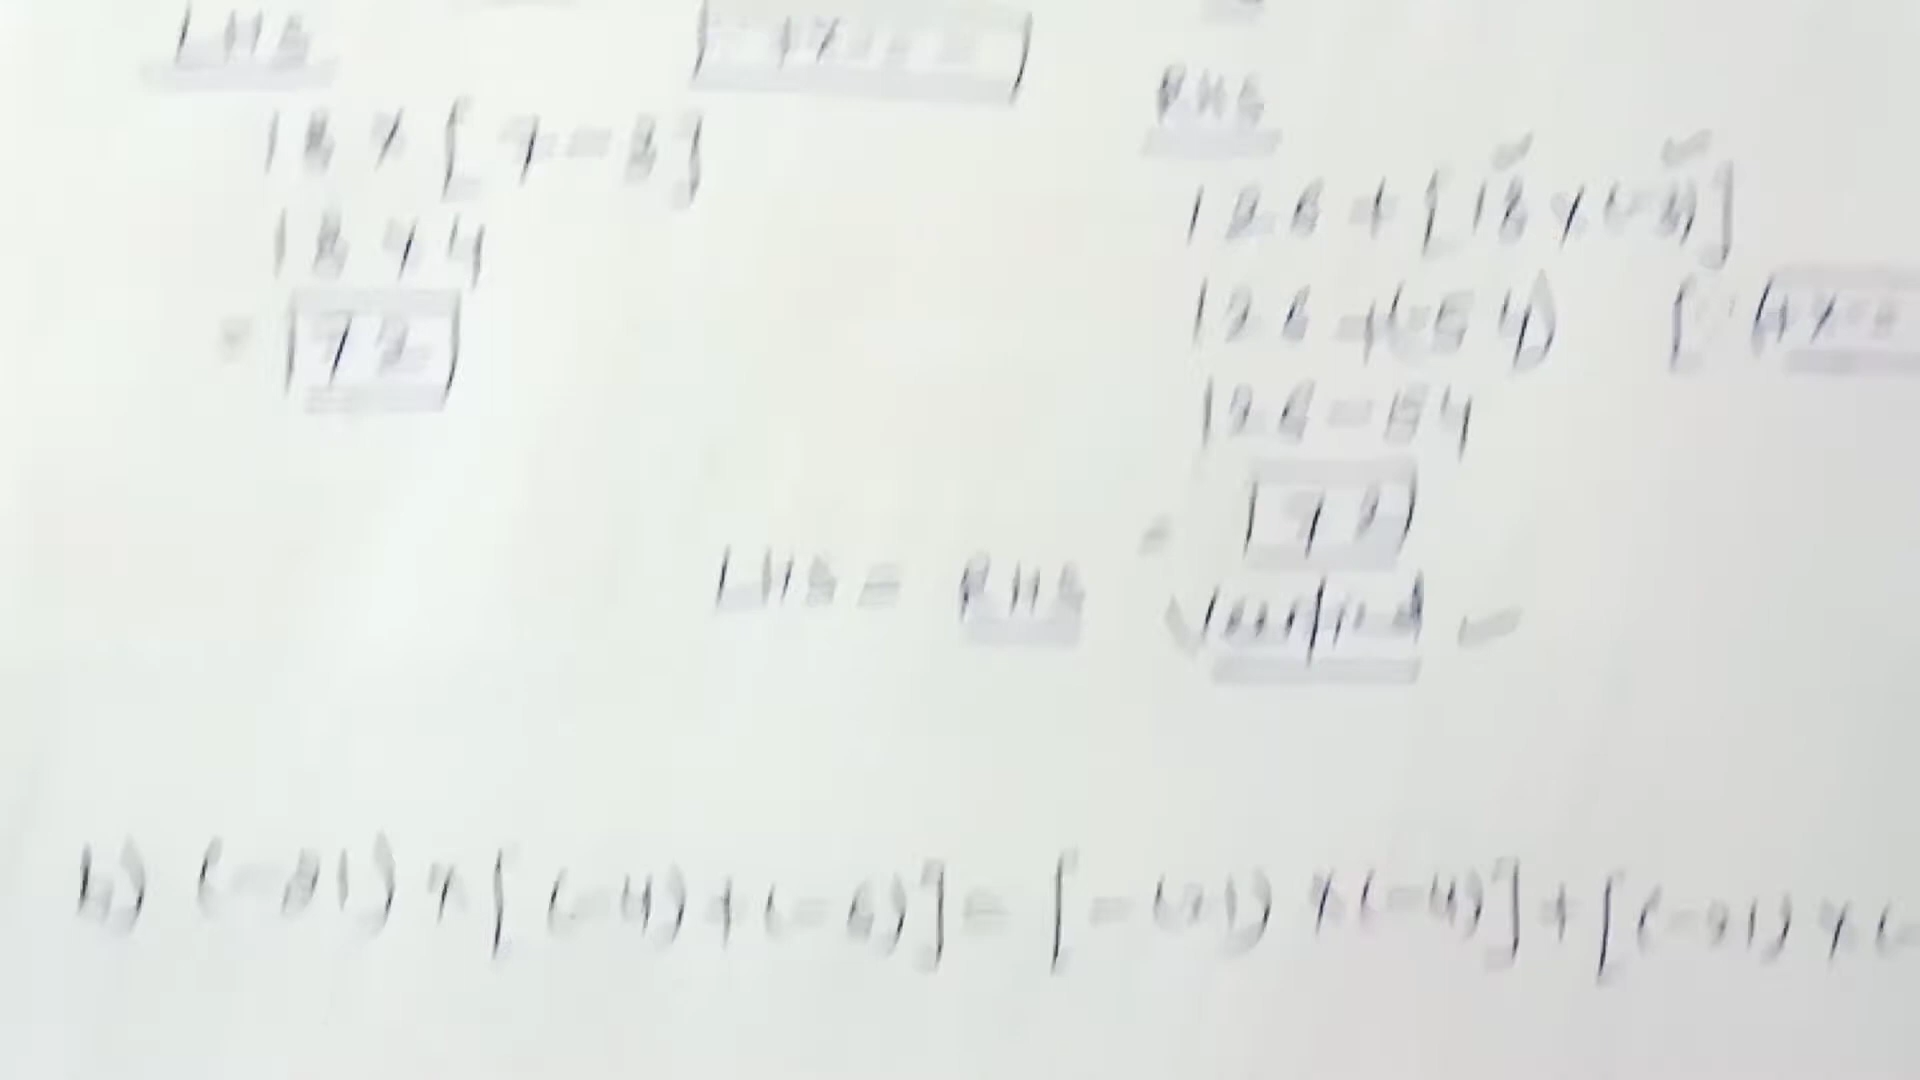 LHS
+x-=-
18 x [7-3]
18 x 4
= 72
RHS
126 + [18 x (-3)]
126 + (-54) [∵ (+x-=
126 - 54
= 72
LHS = RHS Verified ✓
b) (-21) x [(-4) + (-6)] = [-(21) x (-4)] + [(-21) x (-